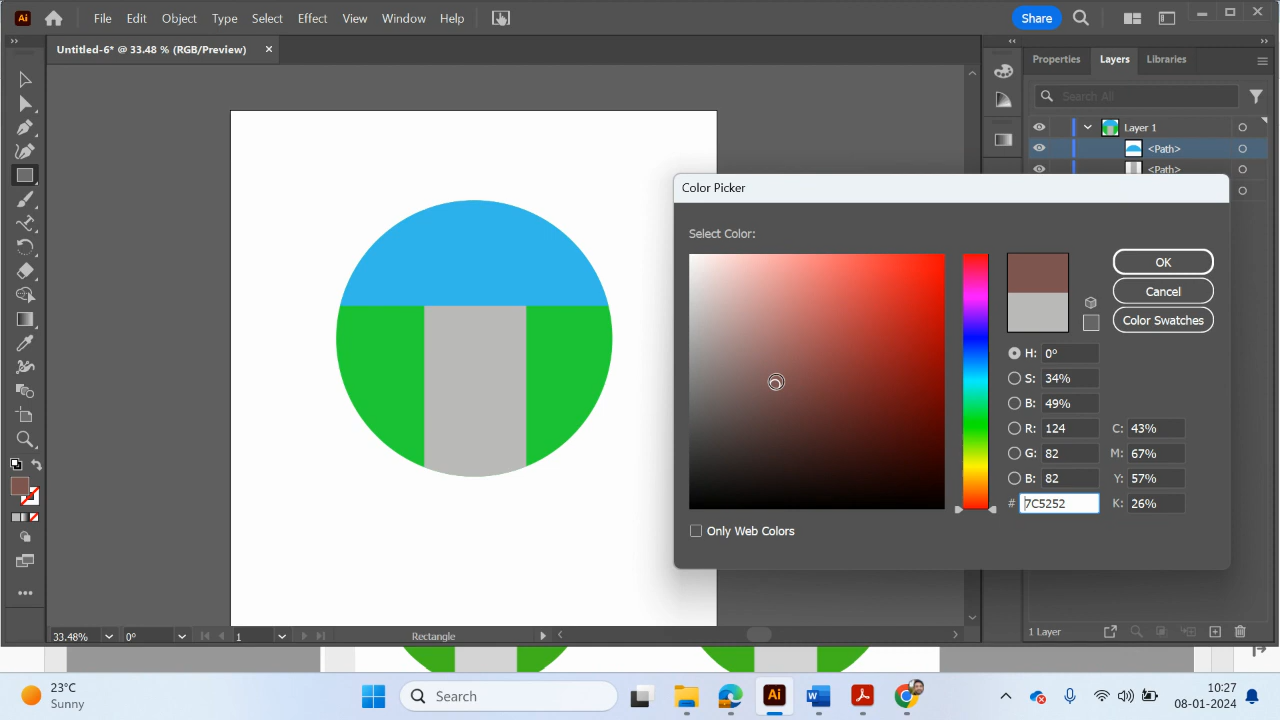 Ai File Edit Object Type Select Effect View Window Help Share
Untitled-6* @ 33.48 % (RGB/Preview)
Properties Layers Libraries
Search All
Layer 1
<Path>
<Path>
Color Picker
Select Color:
OK
Cancel
Color Swatches
H: 0°
S: 34%
B: 49%
R: 124 C: 43%
G: 82 M: 67%
B: 82 Y: 57%
# 7C5252 K: 26%
Only Web Colors
33.48% 0° 1 Rectangle
1 Layer
23°C
Sunny
Search
Ai
10:27
08-01-2024